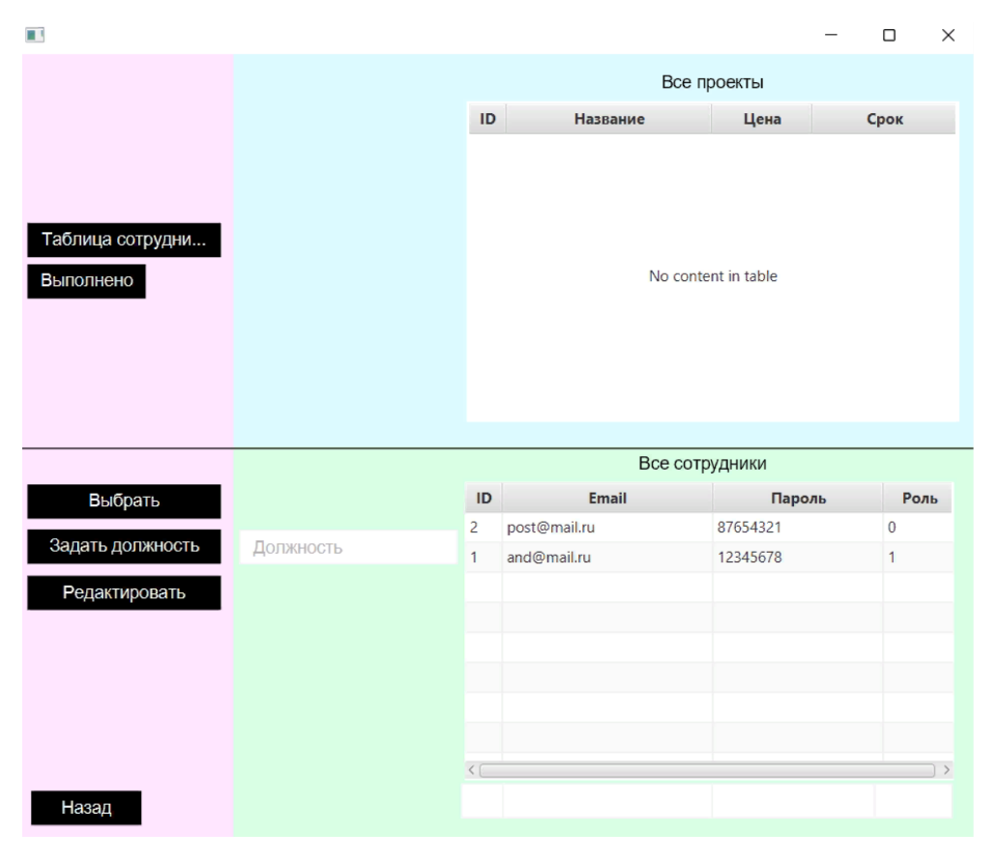 Все проекты
ID Название Цена Срок
Таблица сотрудни...
Выполнено
No content in table
Все сотрудники
Выбрать
ID Email Пароль Роль
2 post@mail.ru 87654321 0
Задать должность
Должность
1 and@mail.ru 12345678 1
Редактировать
Назад